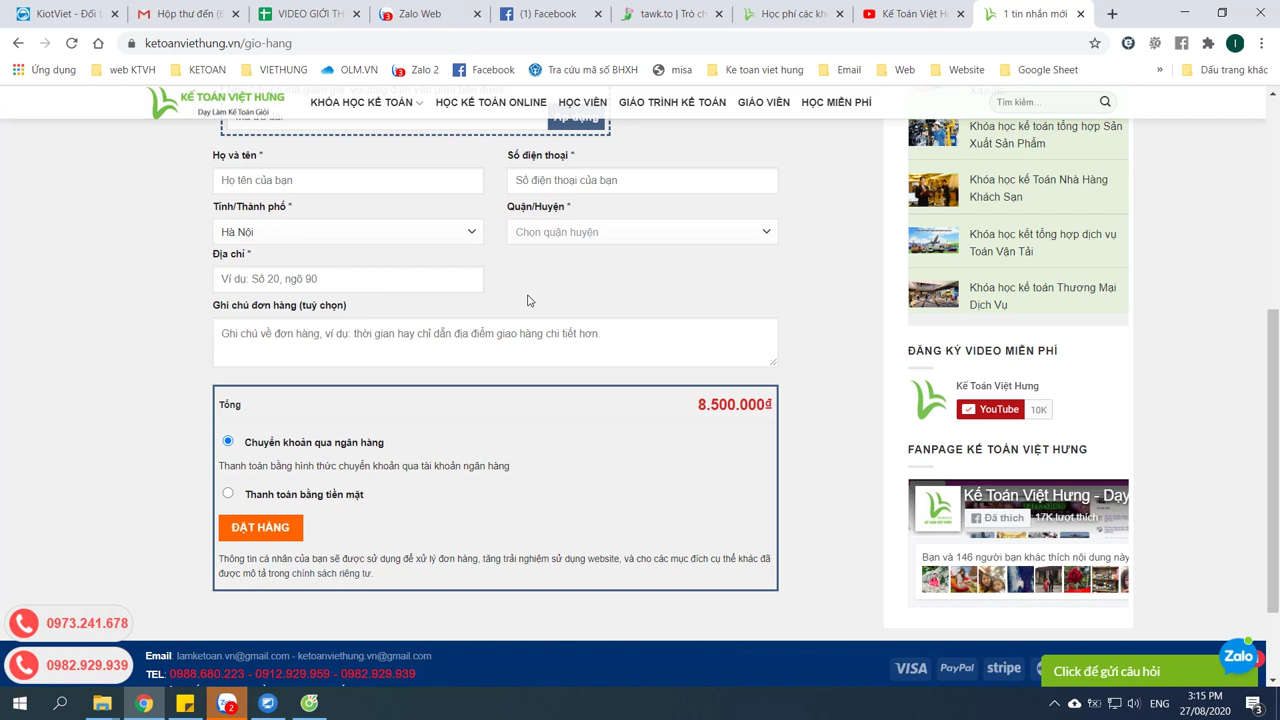 Kiotviet - Đối t
M
BẢNG TỔN
VIDEO GIỚI TH
3 Zalo Web
(1) Facebook
tawk.to | Tất ch
Học phí các kh
Kế Toán Việt H
1 tin nhắn mới
ketoanviethung.vn/gio-hang
I
Ứng dụng
web KTVH
KETOAN
VIETHUNG
OLM.VN
3 Zalo 2
Facebook
Tra cứu mã số BHXH
misa
Ke toan viet hung
Email
Web
Website
Google Sheet
»
Dấu trang khác
KẾ TOÁN VIỆT HƯNG
Dạy Làm Kế Toán Giỏi
KHÓA HỌC KẾ TOÁN
HỌC KẾ TOÁN ONLINE
HỌC VIÊN
GIÁO TRÌNH KẾ TOÁN
GIÁO VIÊN
HỌC MIỄN PHÍ
Tìm kiếm...
Mã ưu đãi
Áp dụng
Họ và tên *
Số điện thoại *
Họ tên của bạn
Số điện thoại của bạn
Tỉnh/Thành phố *
Quận/Huyện *
Hà Nội
Chọn quận huyện
Địa chỉ *
Ví dụ: Số 20, ngõ 90
Ghi chú đơn hàng (tuỳ chọn)
Ghi chú về đơn hàng, ví dụ: thời gian hay chỉ dẫn địa điểm giao hàng chi tiết hơn.
Tổng
8.500.000₫
Chuyển khoản qua ngân hàng
Thanh toán bằng hình thức chuyển khoản qua tài khoản ngân hàng
Thanh toán bằng tiền mặt
ĐẶT HÀNG
Thông tin cá nhân của bạn sẽ được sử dụng để xử lý đơn hàng, tăng trải nghiệm sử dụng website, và cho các mục đích cụ thể khác đã
được mô tả trong chính sách riêng tư.
Xây lắp
Khóa học kế toán tổng hợp Sản
Xuất Sản Phẩm
Khóa học kế Toán Nhà Hàng
Khách Sạn
Khóa học kết tổng hợp dịch vụ
Toán Vận Tải
Khóa học kế toán Thương Mại
Dịch Vụ
ĐĂNG KÝ VIDEO MIỄN PHÍ
Kế Toán Việt Hưng
YouTube
10K
FANPAGE KẾ TOÁN VIỆT HƯNG
Kế Toán Việt Hưng - Dạy
Đã thích
17K lượt thích
Bạn và 146 người bạn khác thích nội dung này
0973.241.678
0982.929.939
Email: lamketoan.vn@gmail.com - ketoanviethung.vn@gmail.com
TEL: 0988.680.223 - 0912.929.959 - 0982.929.939
VISA
PayPal
stripe
Click để gửi câu hỏi
Zalo
2
ENG
3:15 PM
27/08/2020
3